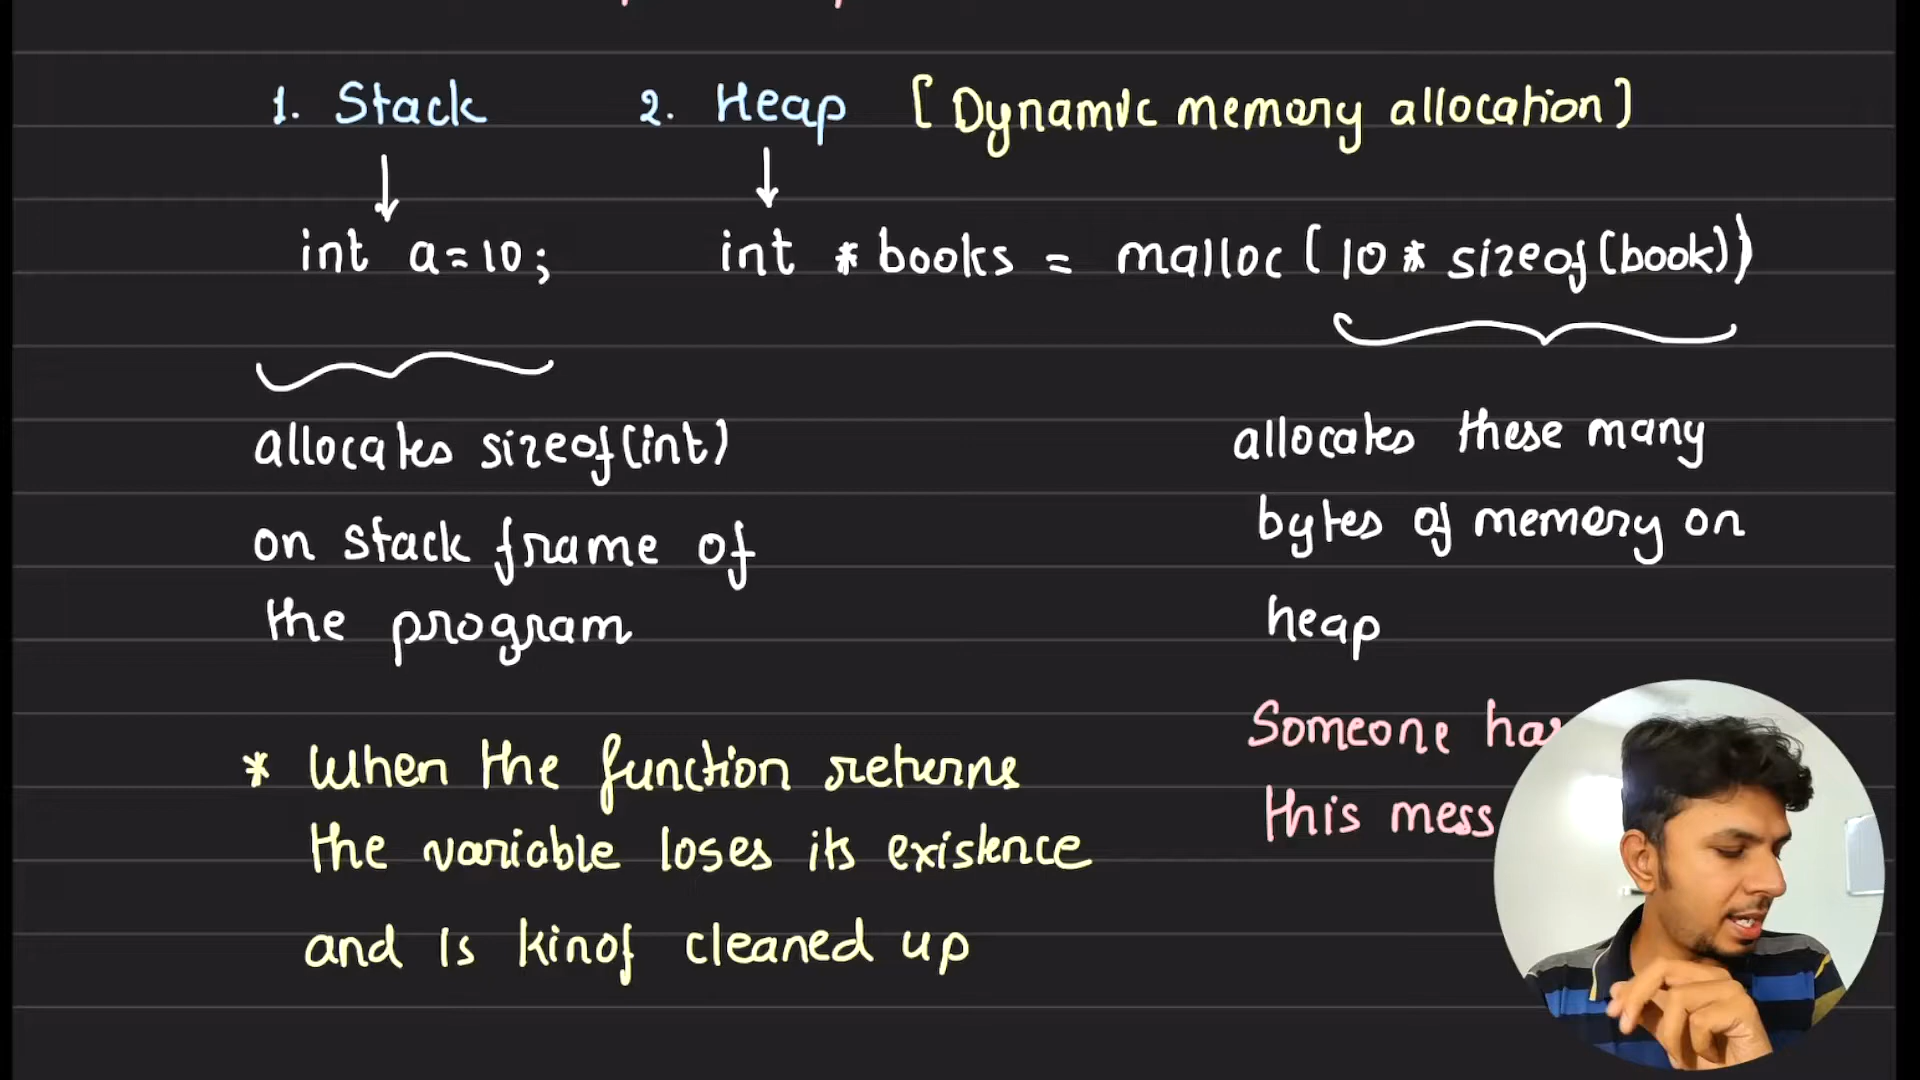 1. Stack 2. Heap [Dynamic memory allocation]
int a=10; int * books = malloc(10 * sizeof(book))
allocates sizeof(int)
on stack frame of
the program
allocates these many
bytes of memory on
heap
Someone has
this mess
* When the function returns
the variable loses its existence
and is kinof cleaned up